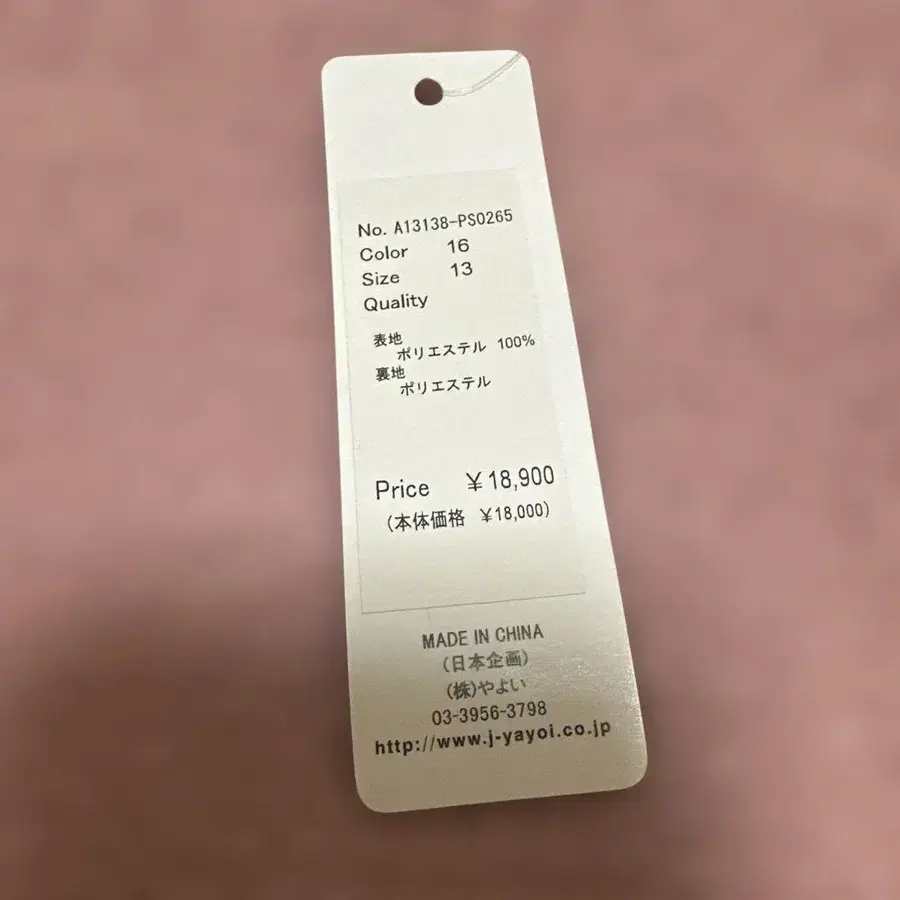 No. A13138-PS0265
Color 16
Size 13
Quality
表地
ポリエステル 100%
裏地
ポリエステル
Price ￥18,900
(本体価格 ￥18,000)
MADE IN CHINA
(日本企画)
(株)やよい
03-3956-3798
http://www.j-yayoi.co.jp